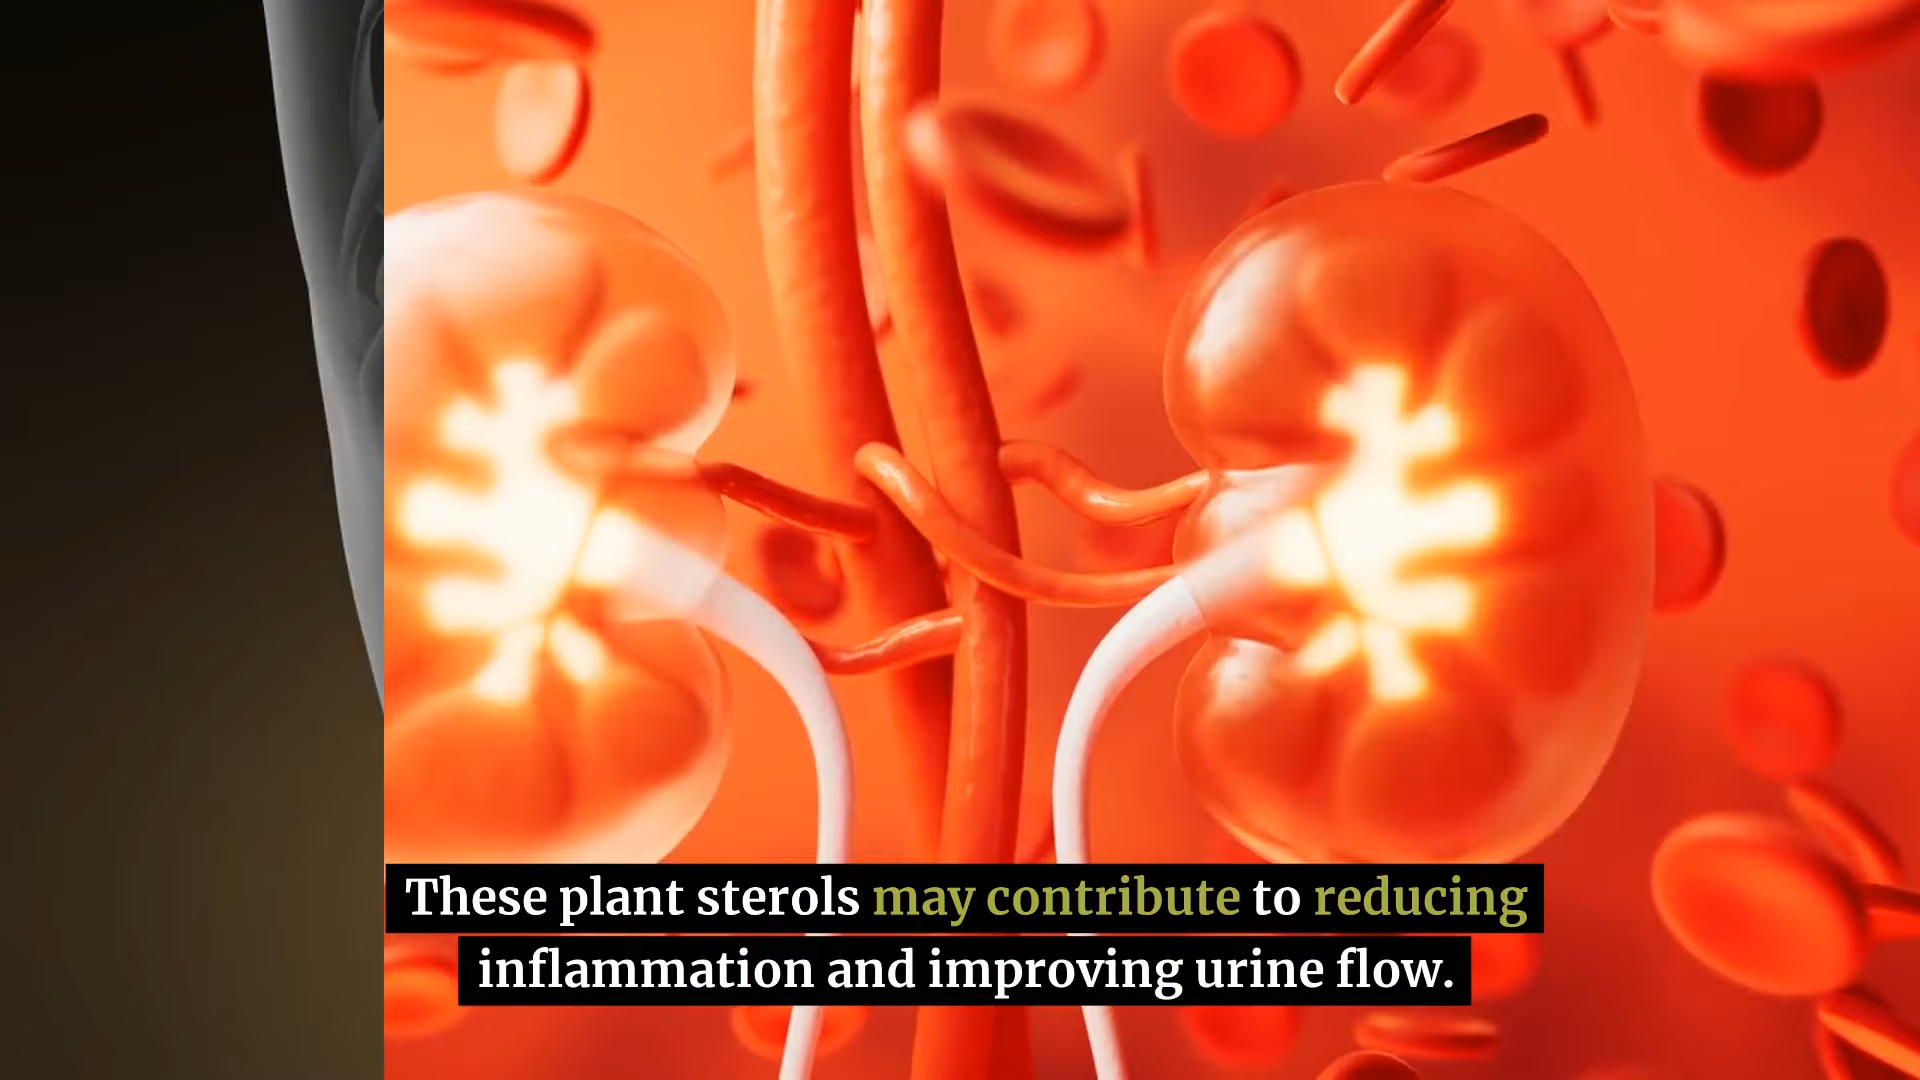 These plant sterols may contribute to reducing
inflammation and improving urine flow.